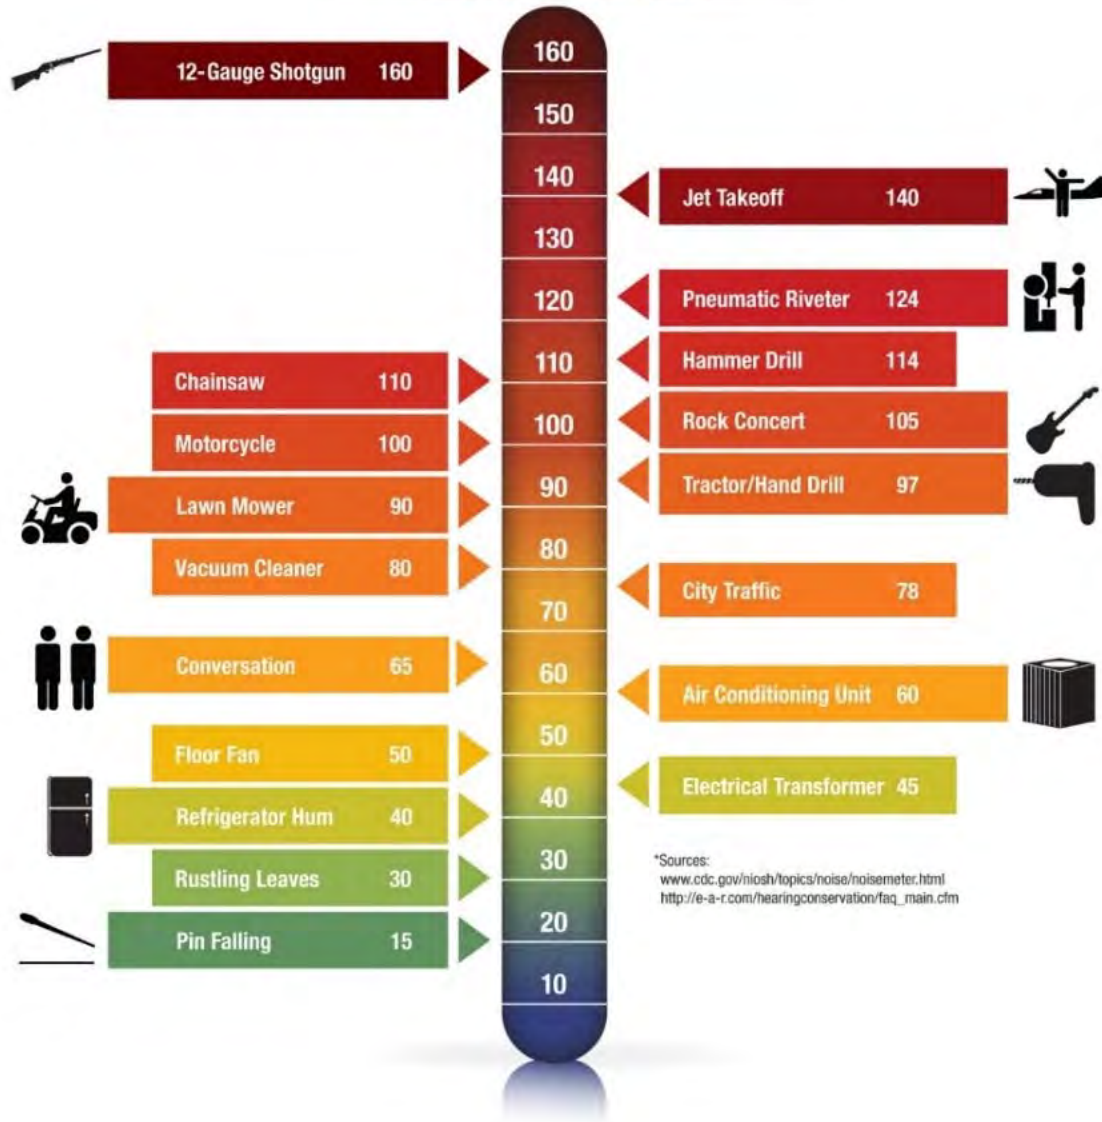 12-Gauge Shotgun 160
Chainsaw 110
Motorcycle 100
Lawn Mower 90
Vacuum Cleaner 80
Conversation 65
Floor Fan 50
Refrigerator Hum 40
Rustling Leaves 30
Pin Falling 15
160
150
140
130
120
110
100
90
80
70
60
50
40
30
20
10
Jet Takeoff 140
Pneumatic Riveter 124
Hammer Drill 114
Rock Concert 105
Tractor/Hand Drill 97
City Traffic 78
Air Conditioning Unit 60
Electrical Transformer 45
*Sources:
www.cdc.gov/niosh/topics/noise/noisemeter.html
http://e-a-r.com/hearingconservation/faq_main.cfm